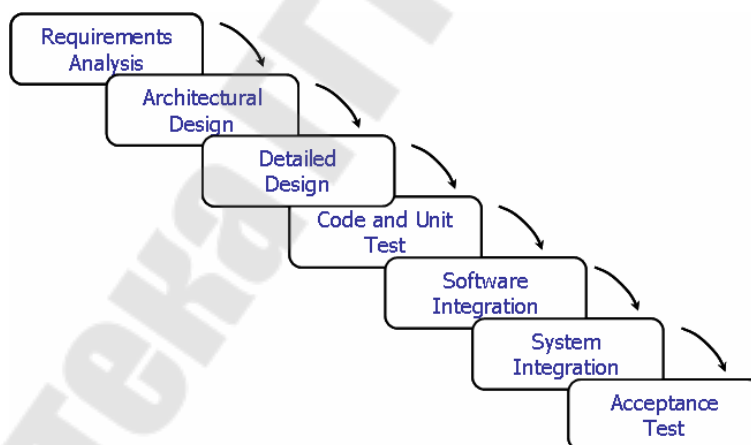 Requirements
Analysis
Architectural
Design
Detailed
Design
Code and Unit
Test
Software
Integration
System
Integration
Acceptance
Test